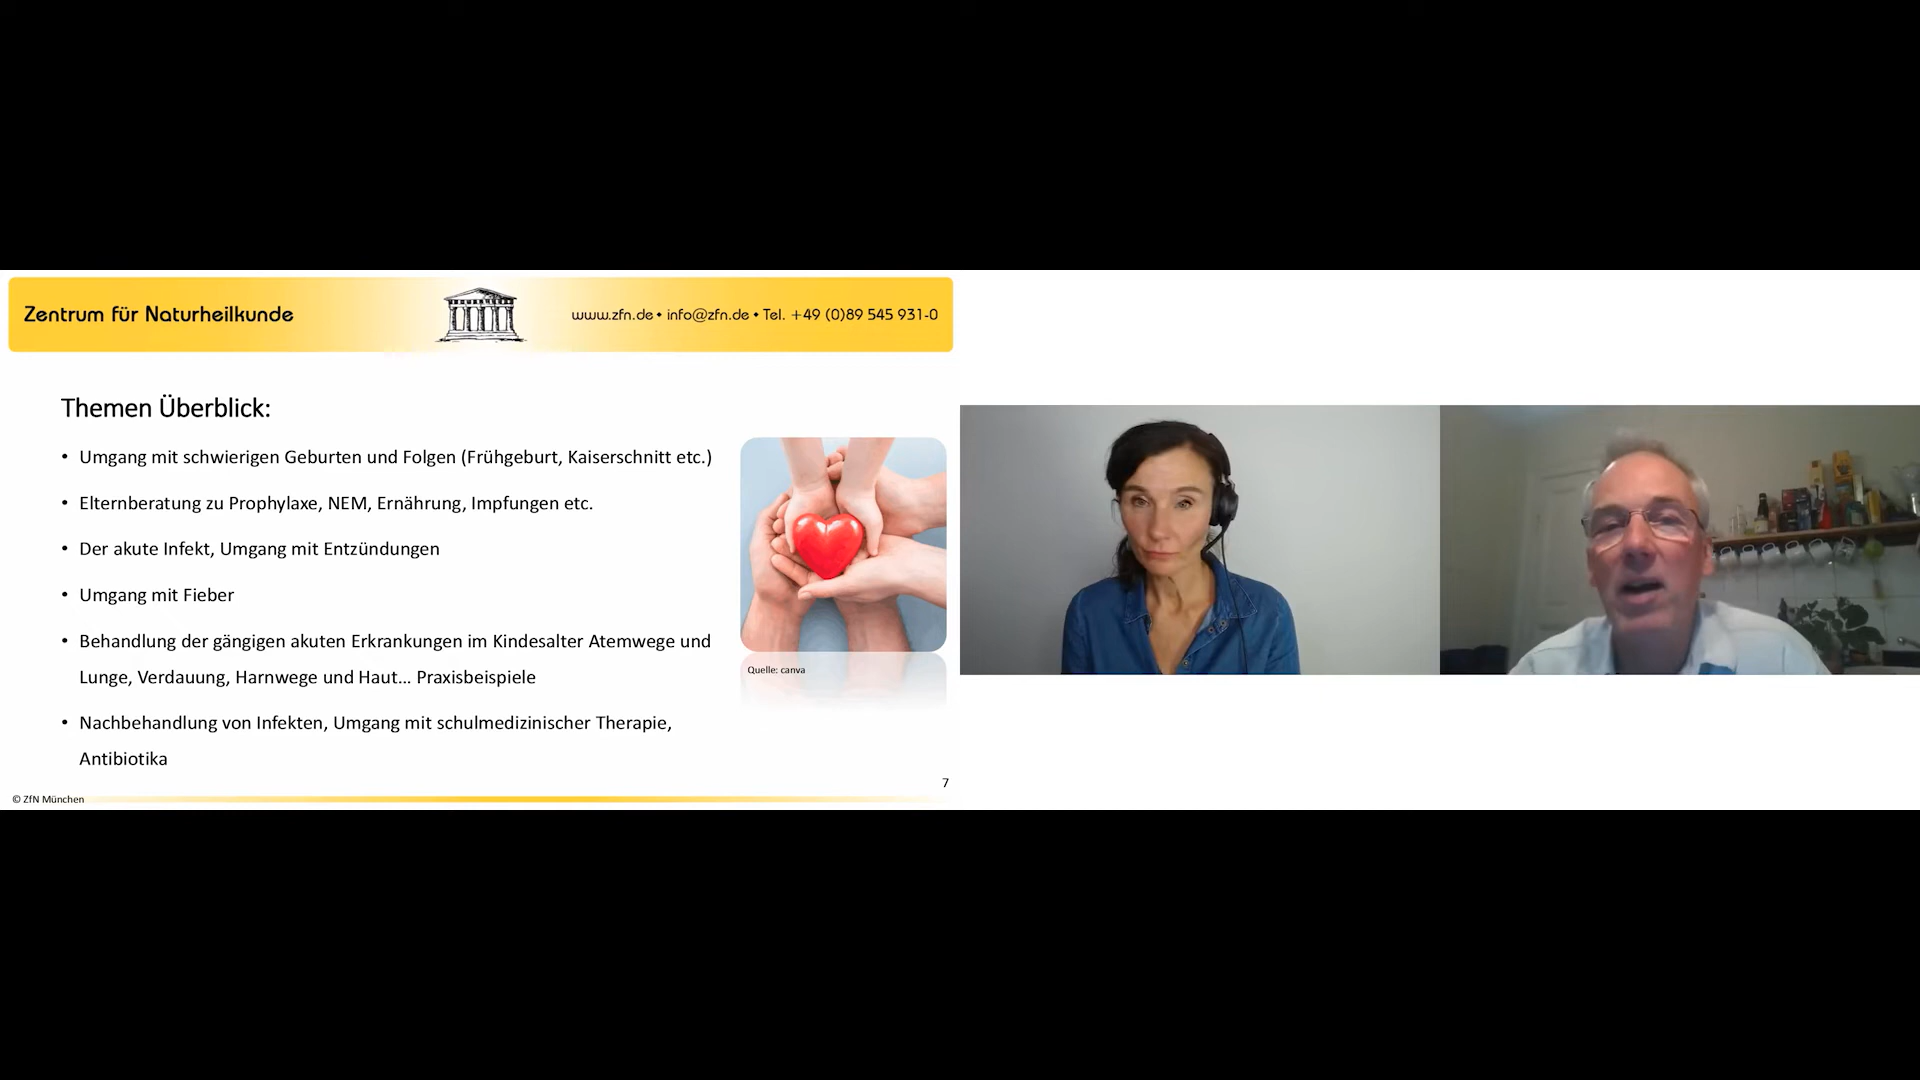 Zentrum für Naturheilkunde
www.zfn.de • info@zfn.de • Tel. +49 (0)89 545 931-0
Themen Überblick:
• Umgang mit schwierigen Geburten und Folgen (Frühgeburt, Kaiserschnitt etc.)
• Elternberatung zu Prophylaxe, NEM, Ernährung, Impfungen etc.
• Der akute Infekt, Umgang mit Entzündungen
• Umgang mit Fieber
• Behandlung der gängigen akuten Erkrankungen im Kindesalter Atemwege und
Lunge, Verdauung, Harnwege und Haut... Praxisbeispiele
• Nachbehandlung von Infekten, Umgang mit schulmedizinischer Therapie,
Antibiotika
Quelle: canva
7
© ZfN München